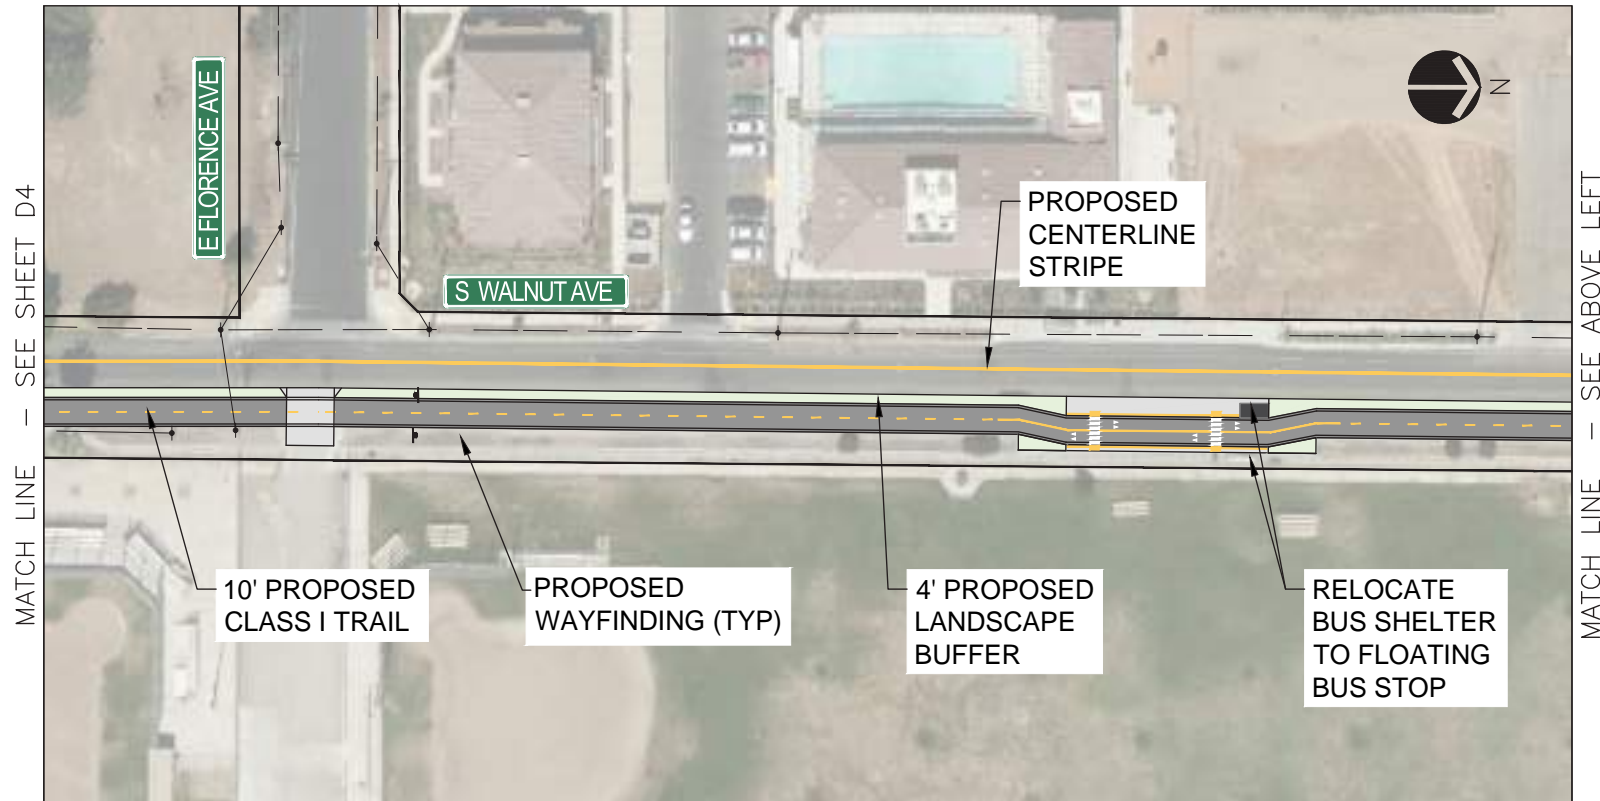 E FLORENCE AVE
S WALNUT AVE
N
PROPOSED
CENTERLINE
STRIPE
MATCH LINE – SEE SHEET D4
MATCH LINE – SEE ABOVE LEFT
10' PROPOSED
CLASS I TRAIL
PROPOSED
WAYFINDING (TYP)
4' PROPOSED
LANDSCAPE
BUFFER
RELOCATE
BUS SHELTER
TO FLOATING
BUS STOP